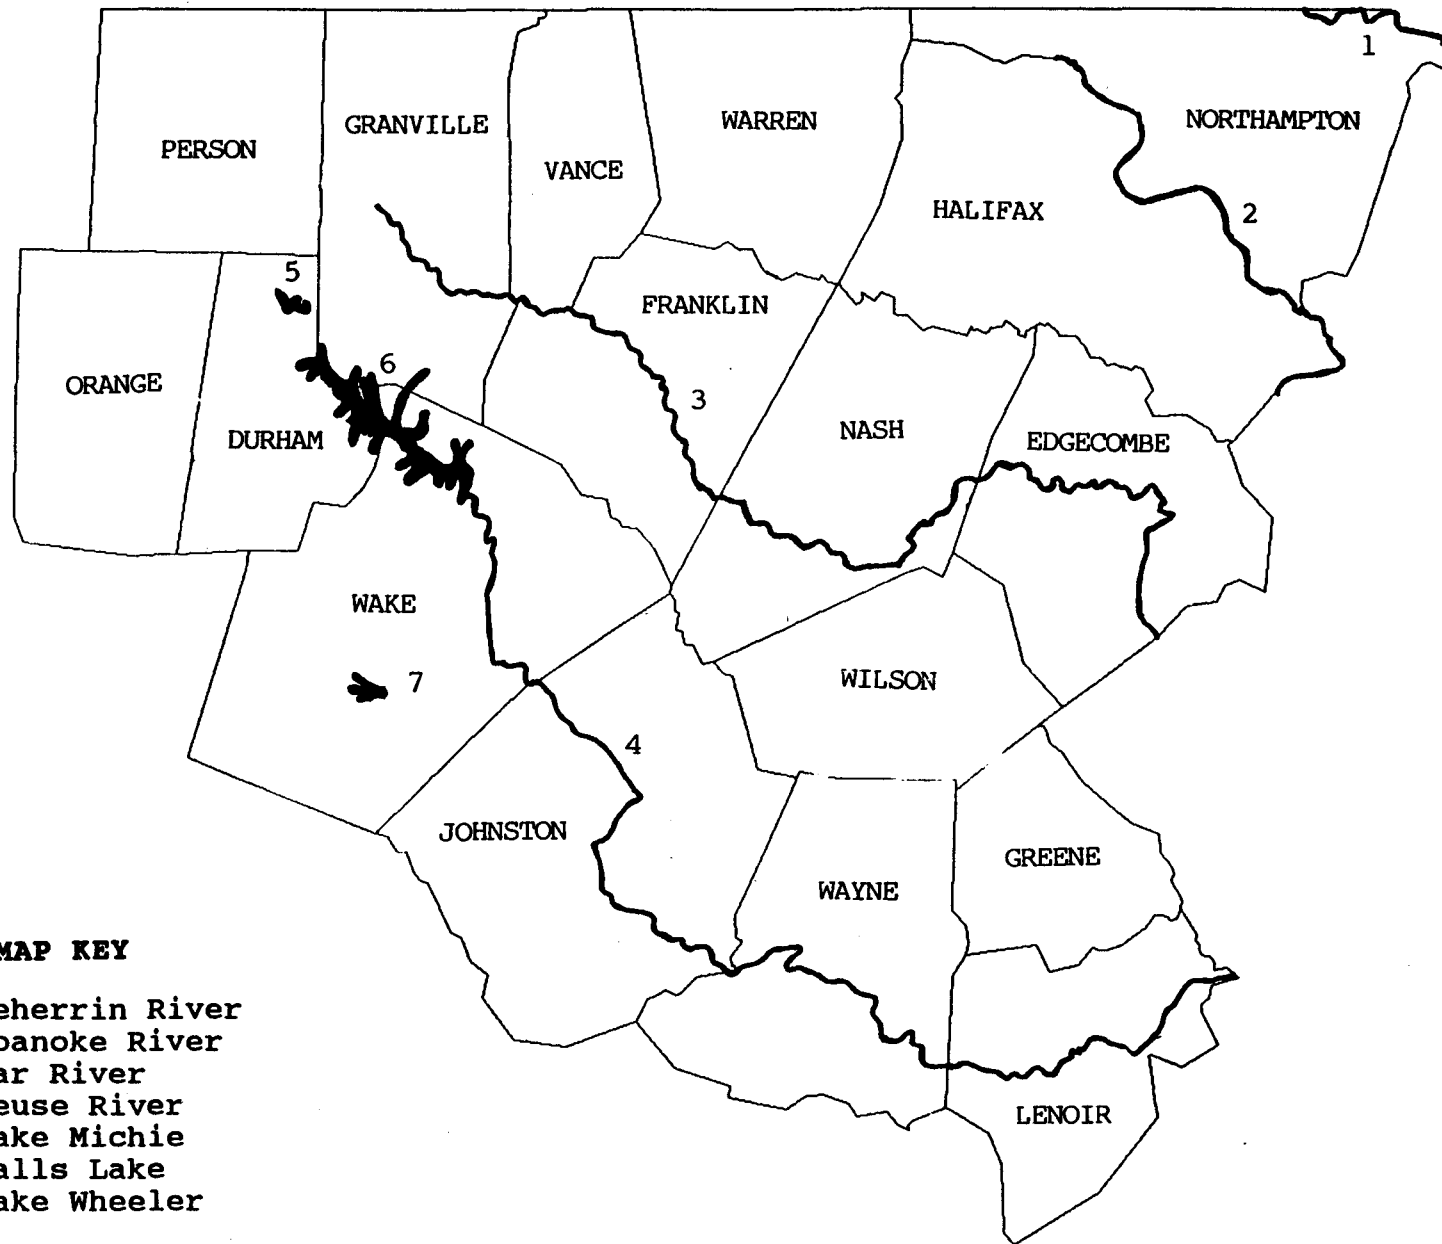 1
GRANVILLE
WARREN
NORTHAMPTON
PERSON
VANCE
HALIFAX
2
5
FRANKLIN
6
ORANGE
3
NASH
DURHAM
EDGECOMBE
WAKE
7
WILSON
4
JOHNSTON
GREENE
WAYNE
MAP KEY
eherrin River
oanoke River
ar River
euse River
ake Michie
alls Lake
ake Wheeler
LENOIR